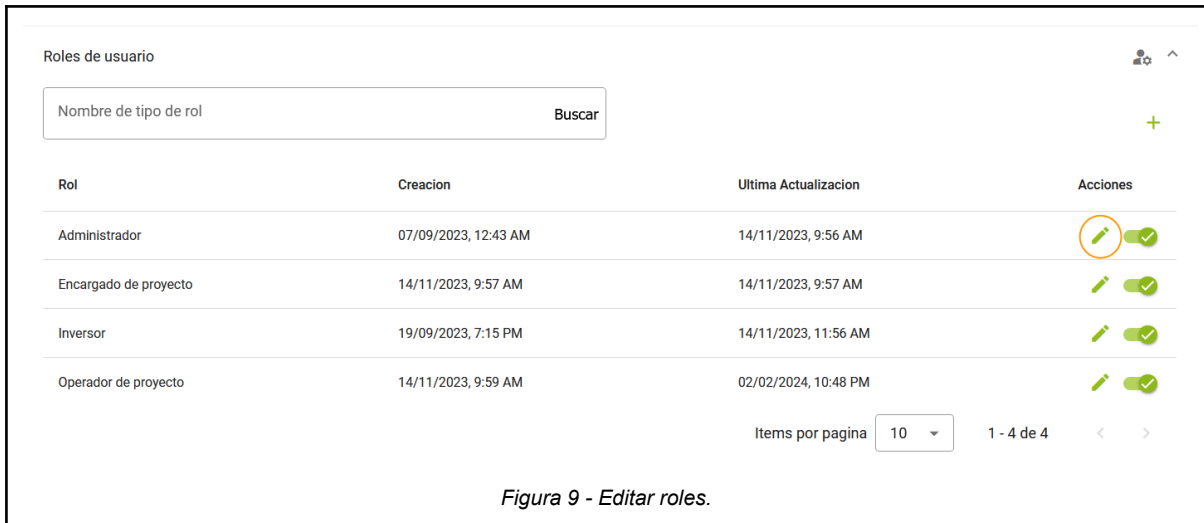 Roles de usuario
Nombre de tipo de rol Buscar
Rol Creacion Ultima Actualizacion Acciones
Administrador 07/09/2023, 12:43 AM 14/11/2023, 9:56 AM
Encargado de proyecto 14/11/2023, 9:57 AM 14/11/2023, 9:57 AM
Inversor 19/09/2023, 7:15 PM 14/11/2023, 11:56 AM
Operador de proyecto 14/11/2023, 9:59 AM 02/02/2024, 10:48 PM
Items por pagina 10 1 - 4 de 4
Figura 9 - Editar roles.